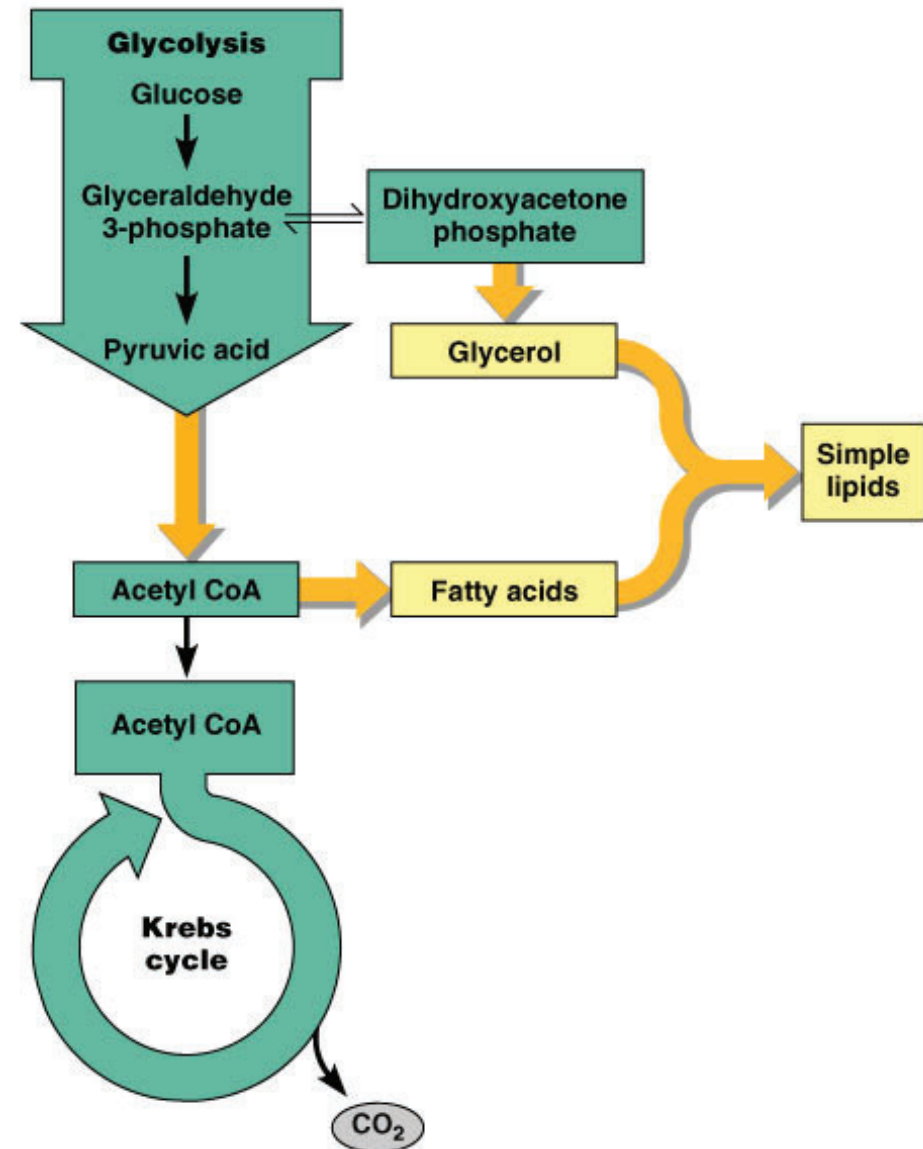 Glycolysis
Glucose
Glyceraldehyde
3-phosphate
Dihydroxyacetone
phosphate
Pyruvic acid
Glycerol
Simple
lipids
Acetyl CoA
Fatty acids
Acetyl CoA
Krebs
cycle
CO₂